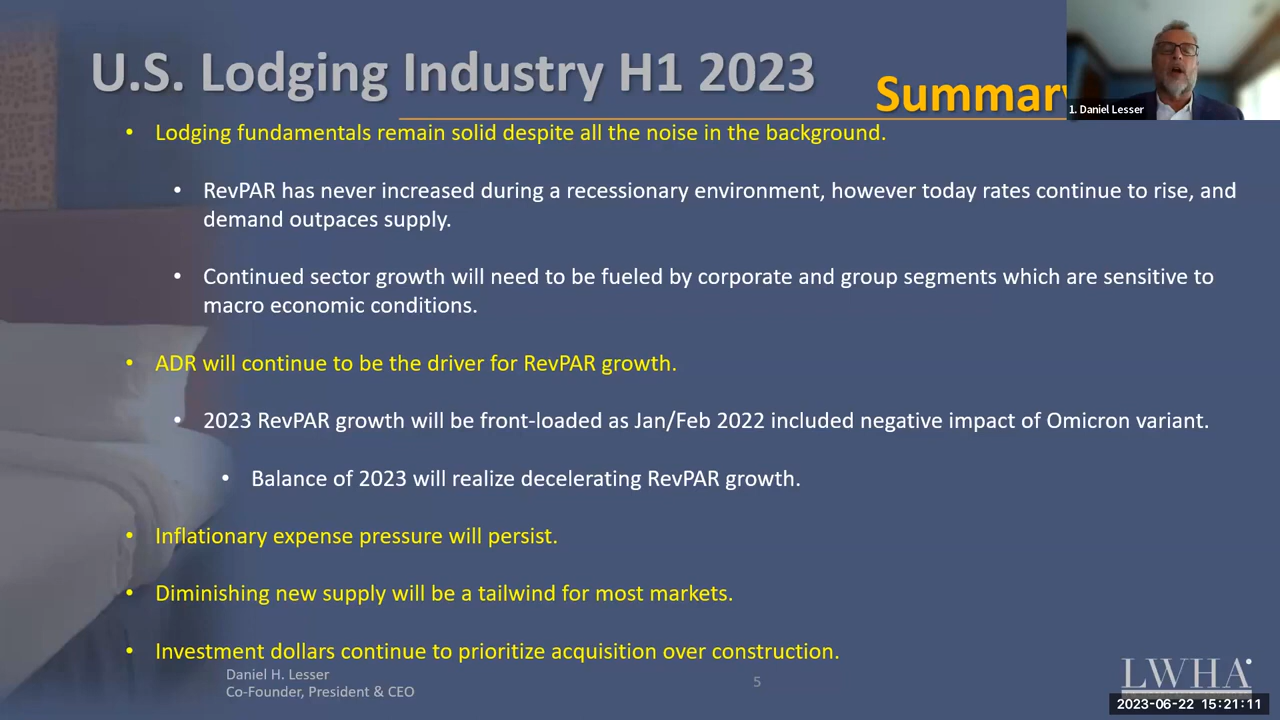 U.S. Lodging Industry H1 2023
Summary
1. Daniel Lesser
• Lodging fundamentals remain solid despite all the noise in the background.
• RevPAR has never increased during a recessionary environment, however today rates continue to rise, and
demand outpaces supply.
• Continued sector growth will need to be fueled by corporate and group segments which are sensitive to
macro economic conditions.
• ADR will continue to be the driver for RevPAR growth.
• 2023 RevPAR growth will be front-loaded as Jan/Feb 2022 included negative impact of Omicron variant.
• Balance of 2023 will realize decelerating RevPAR growth.
• Inflationary expense pressure will persist.
• Diminishing new supply will be a tailwind for most markets.
• Investment dollars continue to prioritize acquisition over construction.
Daniel H. Lesser
Co-Founder, President & CEO
5
LWHA
2023-06-22 15:21:11